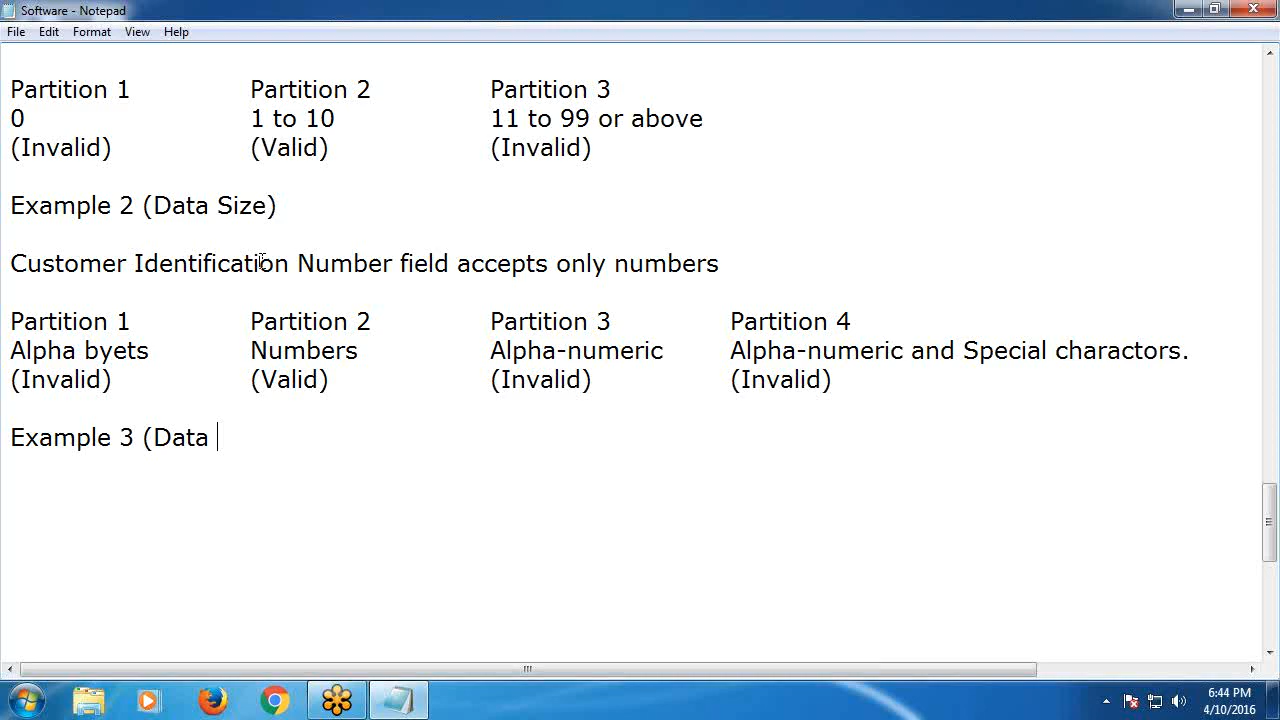 Software - Notepad
File Edit Format View Help
Partition 1 Partition 2 Partition 3
0 1 to 10 11 to 99 or above
(Invalid) (Valid) (Invalid)
Example 2 (Data Size)
Customer Identification Number field accepts only numbers
Partition 1 Partition 2 Partition 3 Partition 4
Alpha byets Numbers Alpha-numeric Alpha-numeric and Special charactors.
(Invalid) (Valid) (Invalid) (Invalid)
Example 3 (Data
6:44 PM
4/10/2016